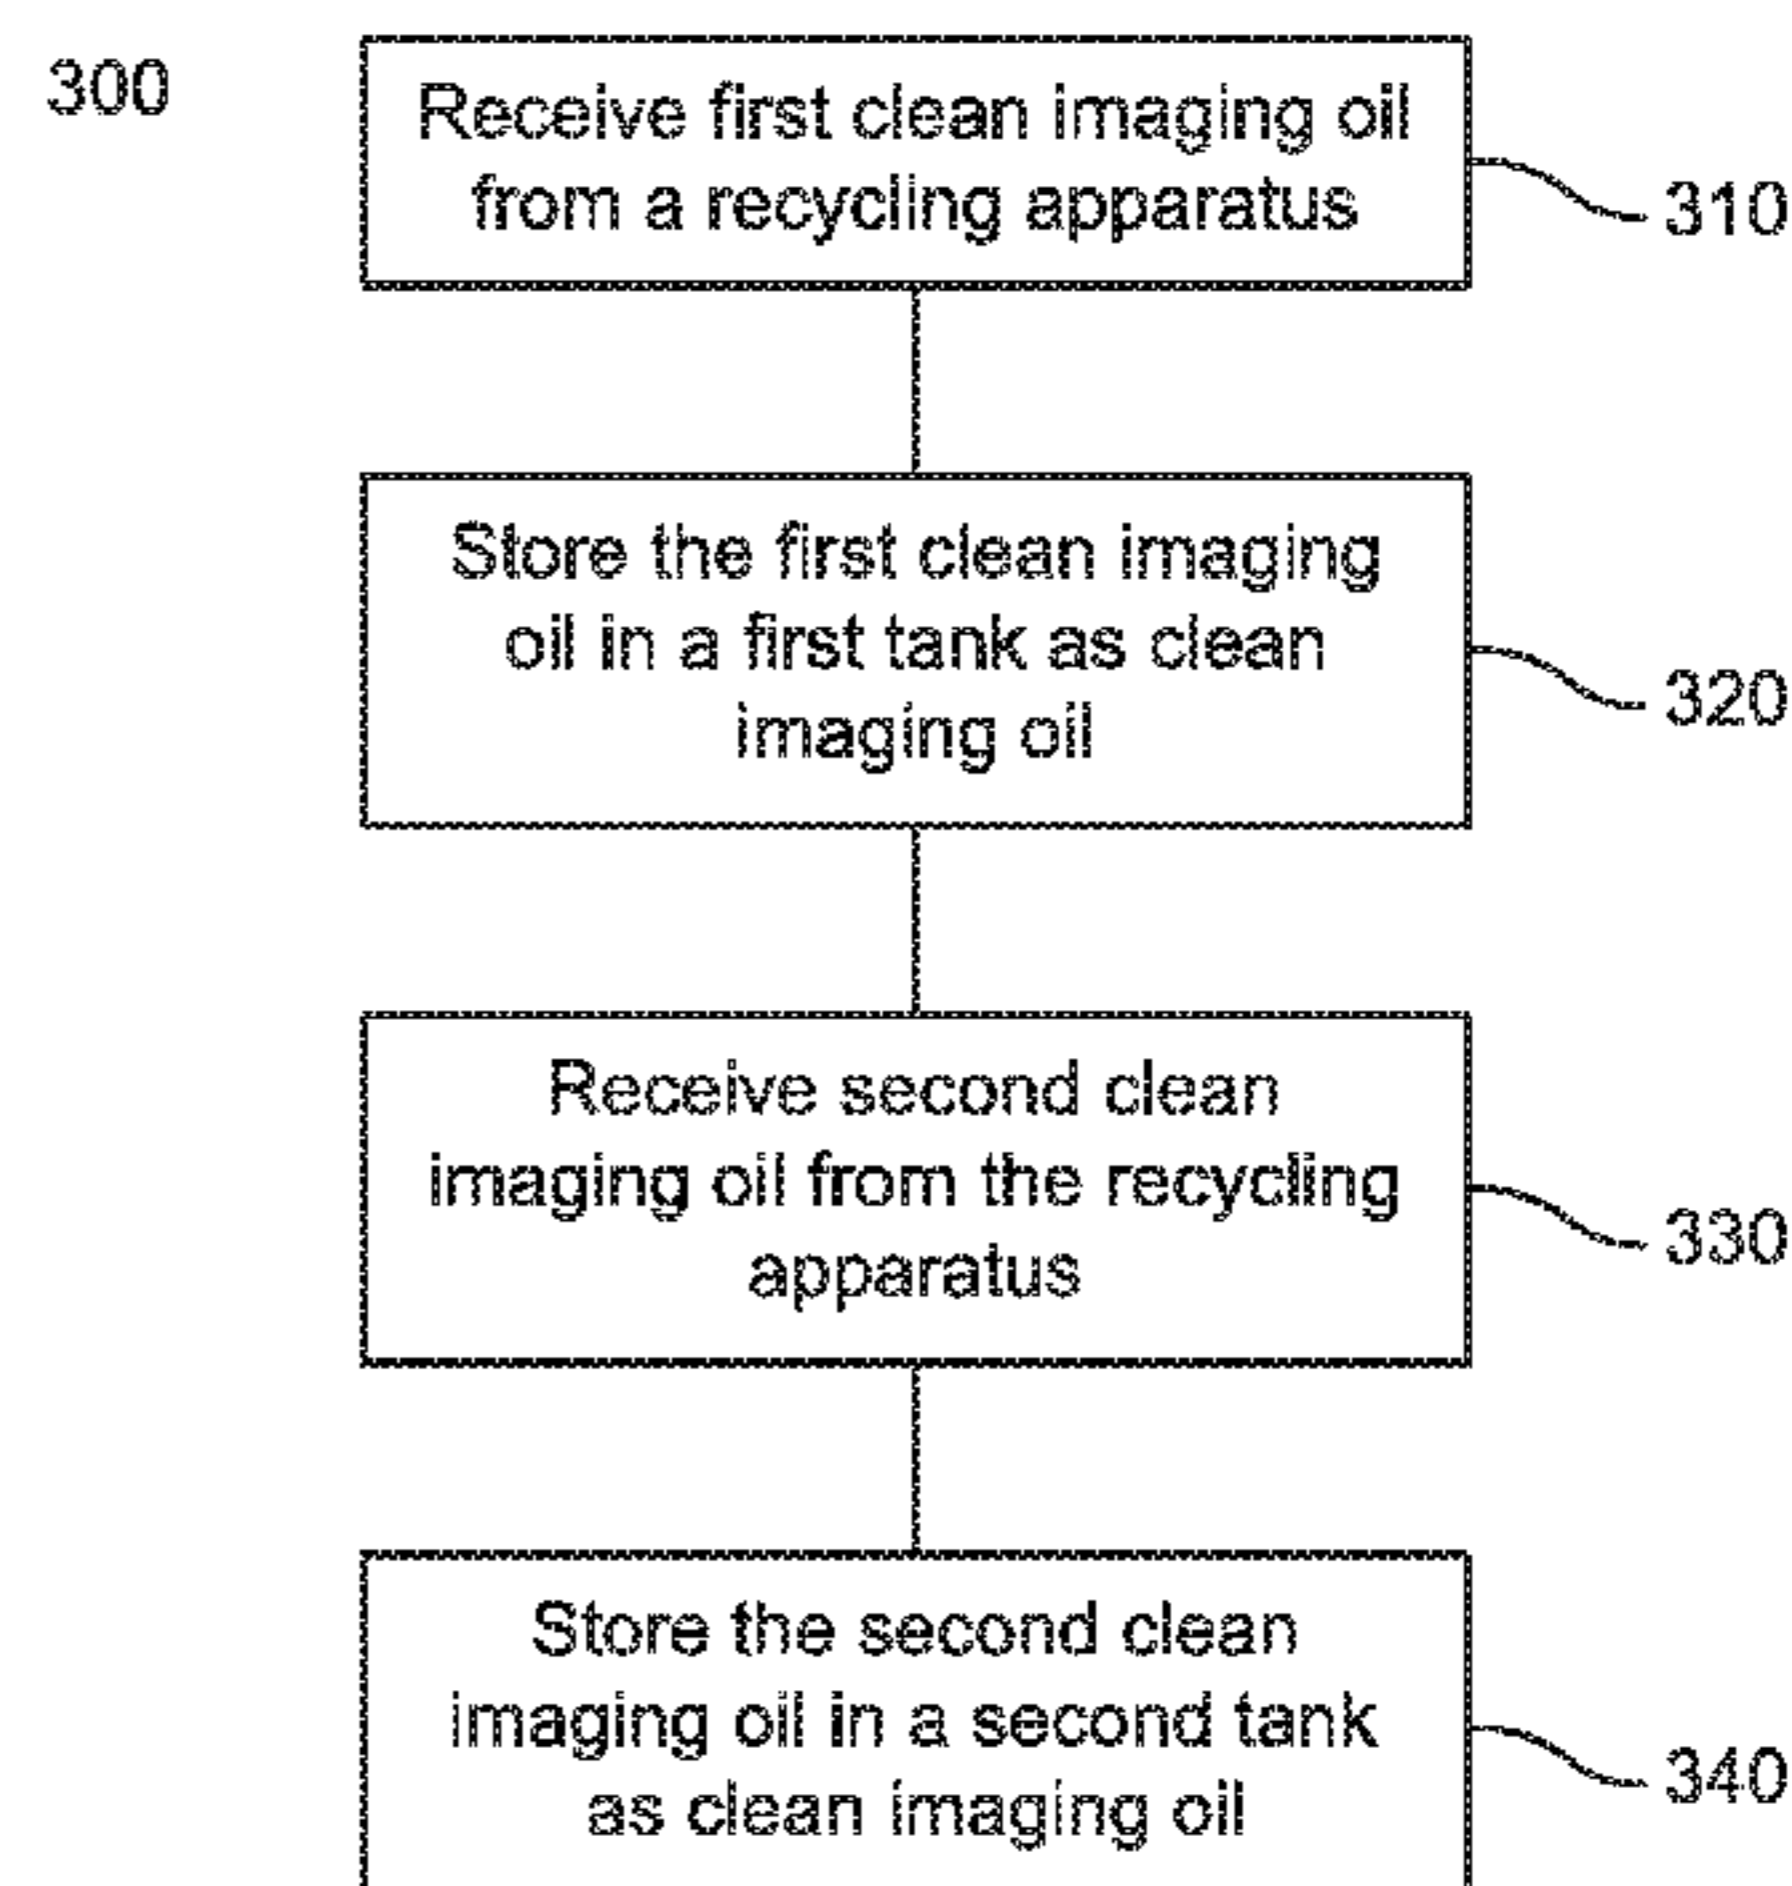 300
Receive first clean imaging oil
from a recycling apparatus
310
Store the first clean imaging
oil in a first tank as clean
imaging oil
320
Receive second clean
imaging oil from the recycling
apparatus
330
Store the second clean
imaging oil in a second tank
as clean imaging oil
340